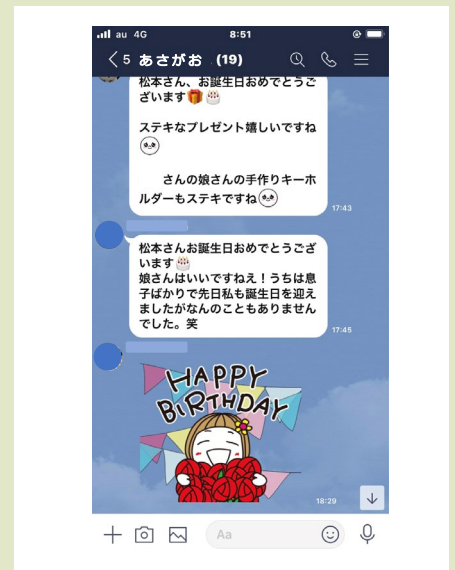 au 4G 8:51
5 あさがお (19)
松本さん、お誕生日おめでとうご
ざいます🎁🎂
ステキなプレゼント嬉しいですね
さんの娘さんの手作りキーホ
ルダーもステキですね
17:43
松本さんお誕生日おめでとうござ
います🎂
娘さんはいいですねえ！うちは息
子ばかりで先日私も誕生日を迎え
ましたがなんのこともありません
でした。笑
17:45
HAPPY
BIRTHDAY
18:29
Aa